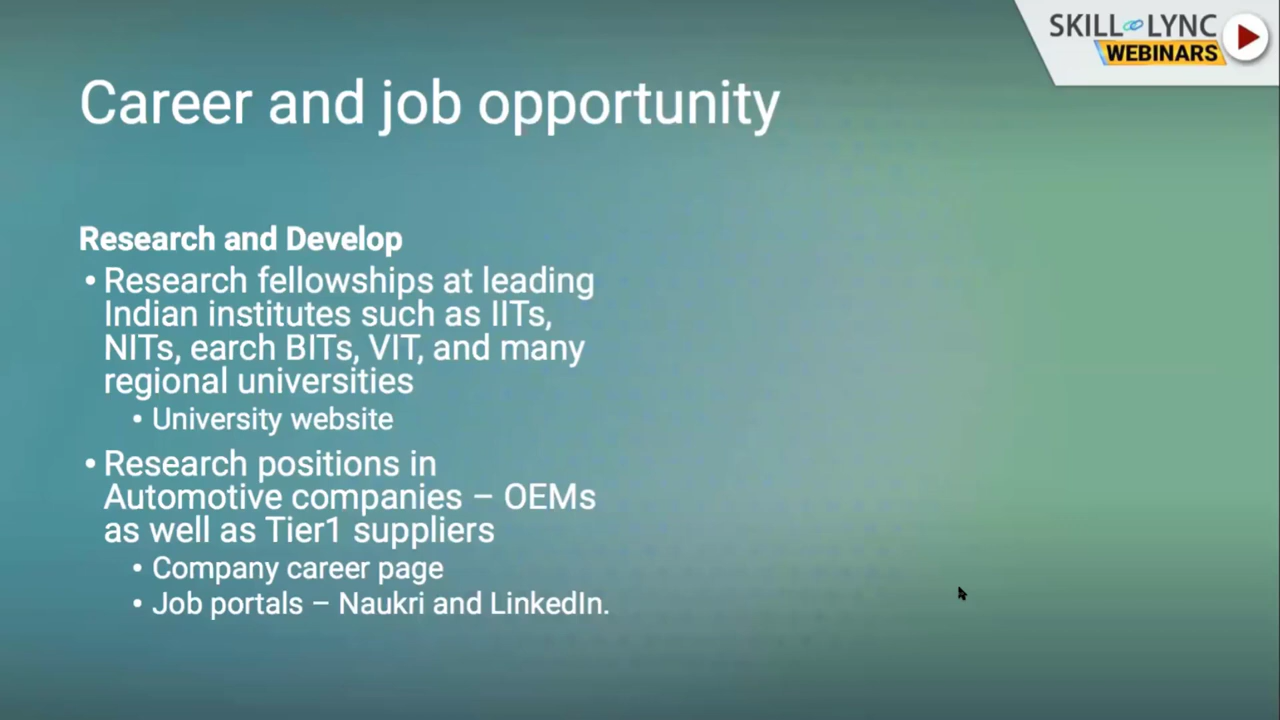 SKILL LYNC
WEBINARS
Career and job opportunity
Research and Develop
• Research fellowships at leading
Indian institutes such as IITs,
NITs, earch BITs, VIT, and many
regional universities
• University website
• Research positions in
Automotive companies – OEMs
as well as Tier1 suppliers
• Company career page
• Job portals – Naukri and LinkedIn.